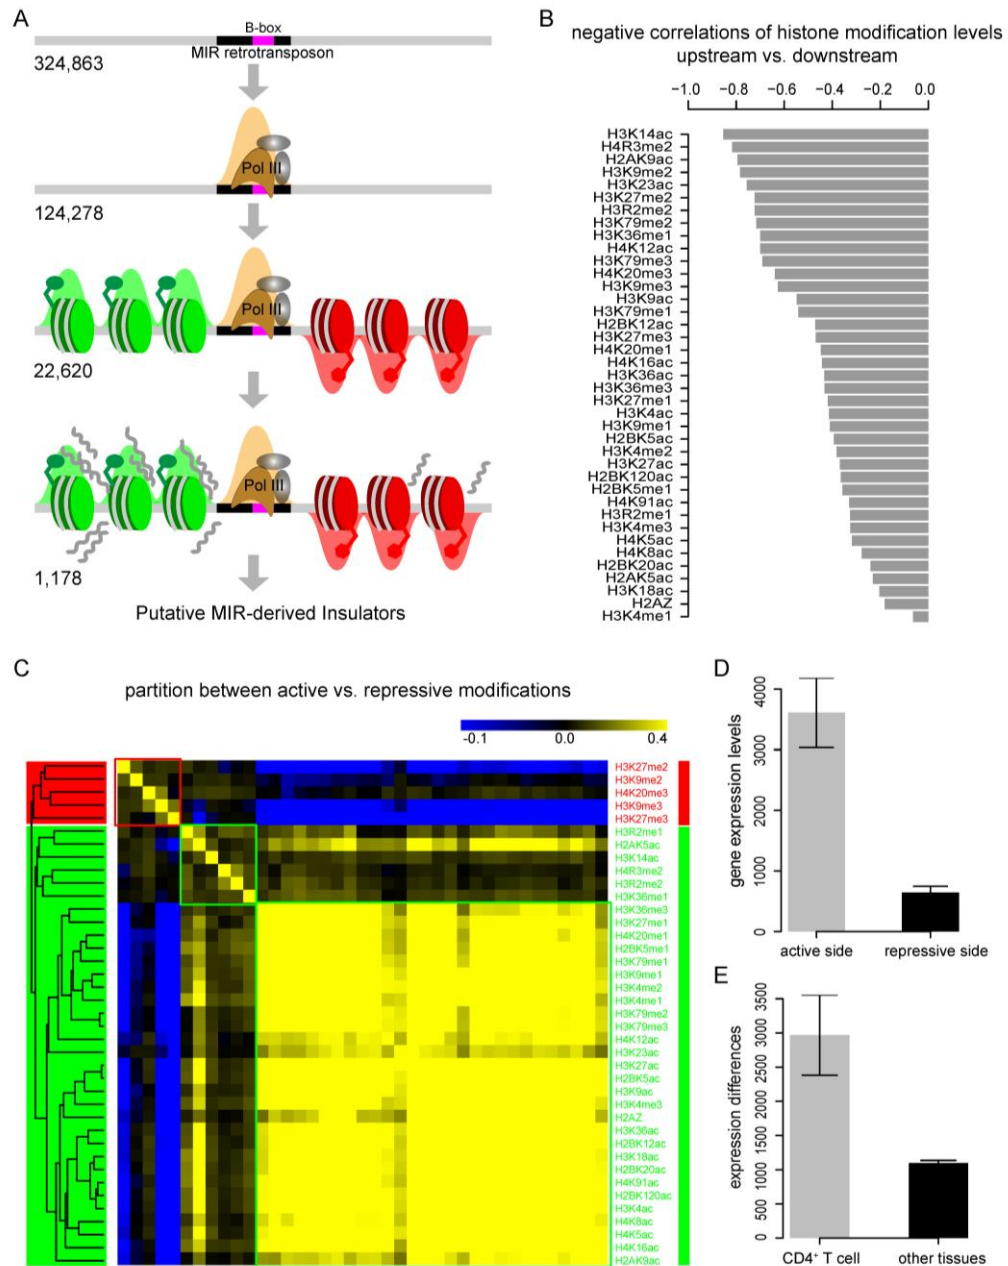 A
B-box
MIR retrotransposon
324,863
Pol III
124,278
Pol III
22,620
Pol III
1,178
Putative MIR-derived Insulators
B
negative correlations of histone modification levels
upstream vs. downstream
−1.0 −0.8 −0.6 −0.4 −0.2 0.0
H3K14ac
H4R3me2
H2AK9ac
H3K9me2
H3K23ac
H3K27me2
H3R2me2
H3K79me2
H3K36me1
H4K12ac
H3K79me3
H4K20me3
H3K9me3
H3K9ac
H3K79me1
H2BK12ac
H3K27me3
H4K20me1
H4K16ac
H3K36ac
H3K36me3
H3K27me1
H3K4ac
H3K9me1
H2BK5ac
H3K4me2
H3K27ac
H2BK120ac
H2BK5me1
H4K91ac
H3R2me1
H3K4me3
H4K5ac
H4K8ac
H2BK20ac
H2AK5ac
H3K18ac
H2AZ
H3K4me1
C
partition between active vs. repressive modifications
-0.1 0.0 0.4
H3K27me2
H3K9me2
H4K20me3
H3K9me3
H3K27me3
H3R2me1
H2AK5ac
H3K14ac
H4R3me2
H3R2me2
H3K36me1
H3K36me3
H3K27me1
H4K20me1
H2BK5me1
H3K79me1
H3K9me1
H3K4me2
H3K4me1
H3K79me2
H3K79me3
H4K12ac
H3K23ac
H3K27ac
H2BK5ac
H3K9ac
H3K4me3
H2AZ
H3K36ac
H2BK12ac
H3K18ac
H2BK20ac
H4K91ac
H2BK120ac
H3K4ac
H4K8ac
H4K5ac
H4K16ac
H2AK9ac
D
gene expression levels
0 1000 2000 3000 4000
active side
repressive side
E
expression differences
0 500 1000 1500 2000 2500 3000 3500
CD4⁺ T cell
other tissues